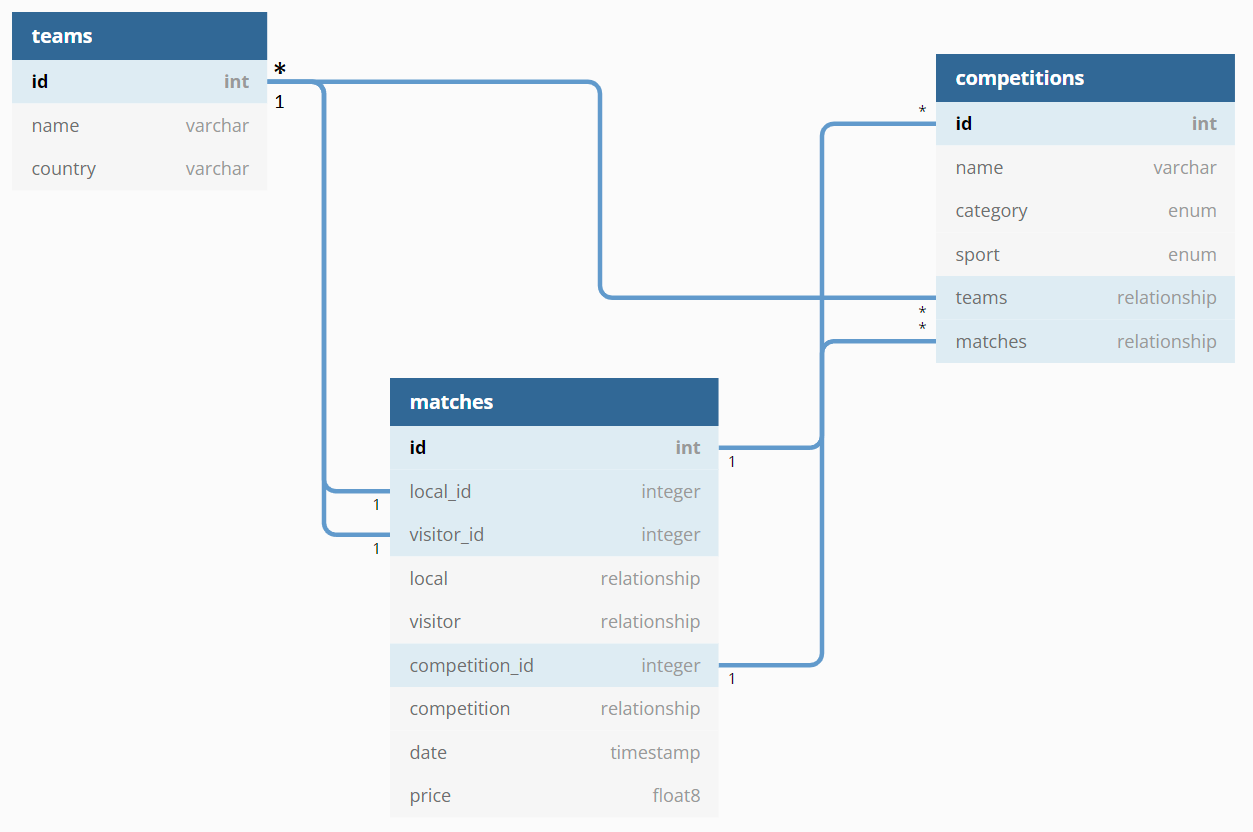 teams
id int
name varchar
country varchar
*
1
competitions
*
id int
name varchar
category enum
sport enum
teams relationship
*
*
matches relationship
matches
id int
1
local_id integer
1
visitor_id integer
1
local relationship
visitor relationship
competition_id integer
1
competition relationship
date timestamp
price float8